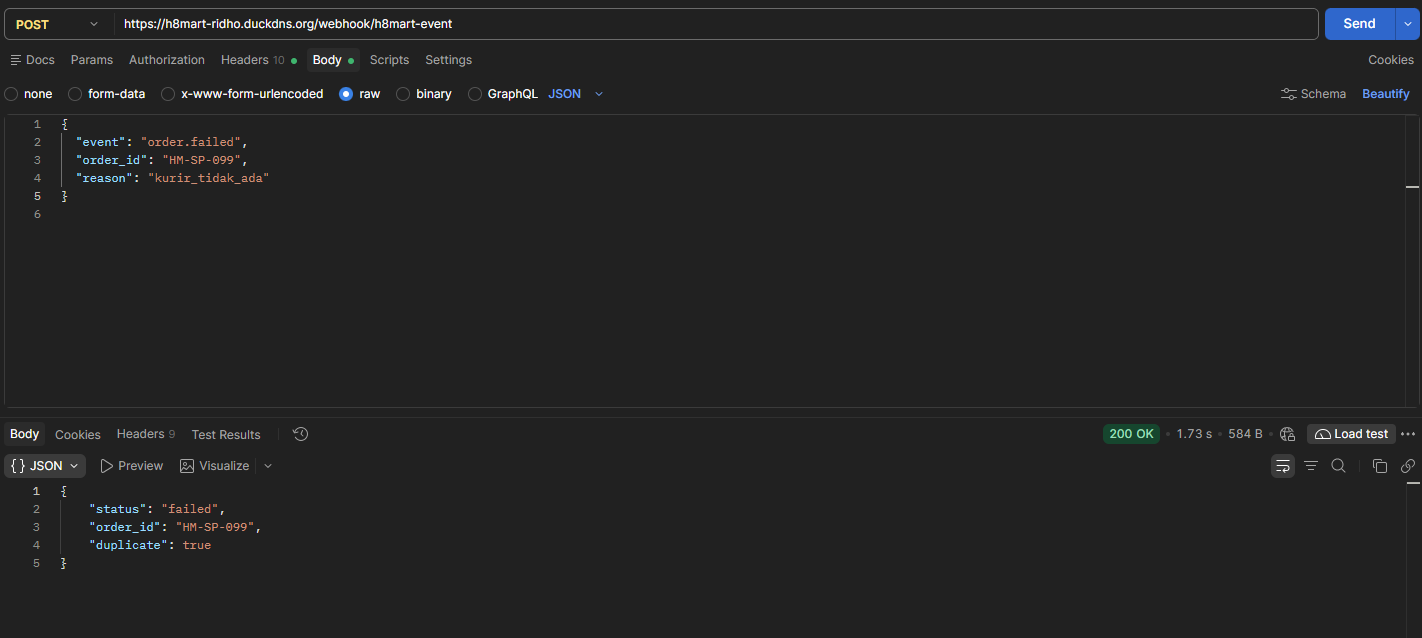 POST https://h8mart-ridho.duckdns.org/webhook/h8mart-event Send
Docs Params Authorization Headers 10 Body Scripts Settings Cookies
none form-data x-www-form-urlencoded raw binary GraphQL JSON Schema Beautify
1 {
2 "event": "order.failed",
3 "order_id": "HM-SP-099",
4 "reason": "kurir_tidak_ada"
5 }
6
Body Cookies Headers 9 Test Results 200 OK • 1.73 s • 584 B • Load test
{} JSON Preview Visualize
1 {
2 "status": "failed",
3 "order_id": "HM-SP-099",
4 "duplicate": true
5 }